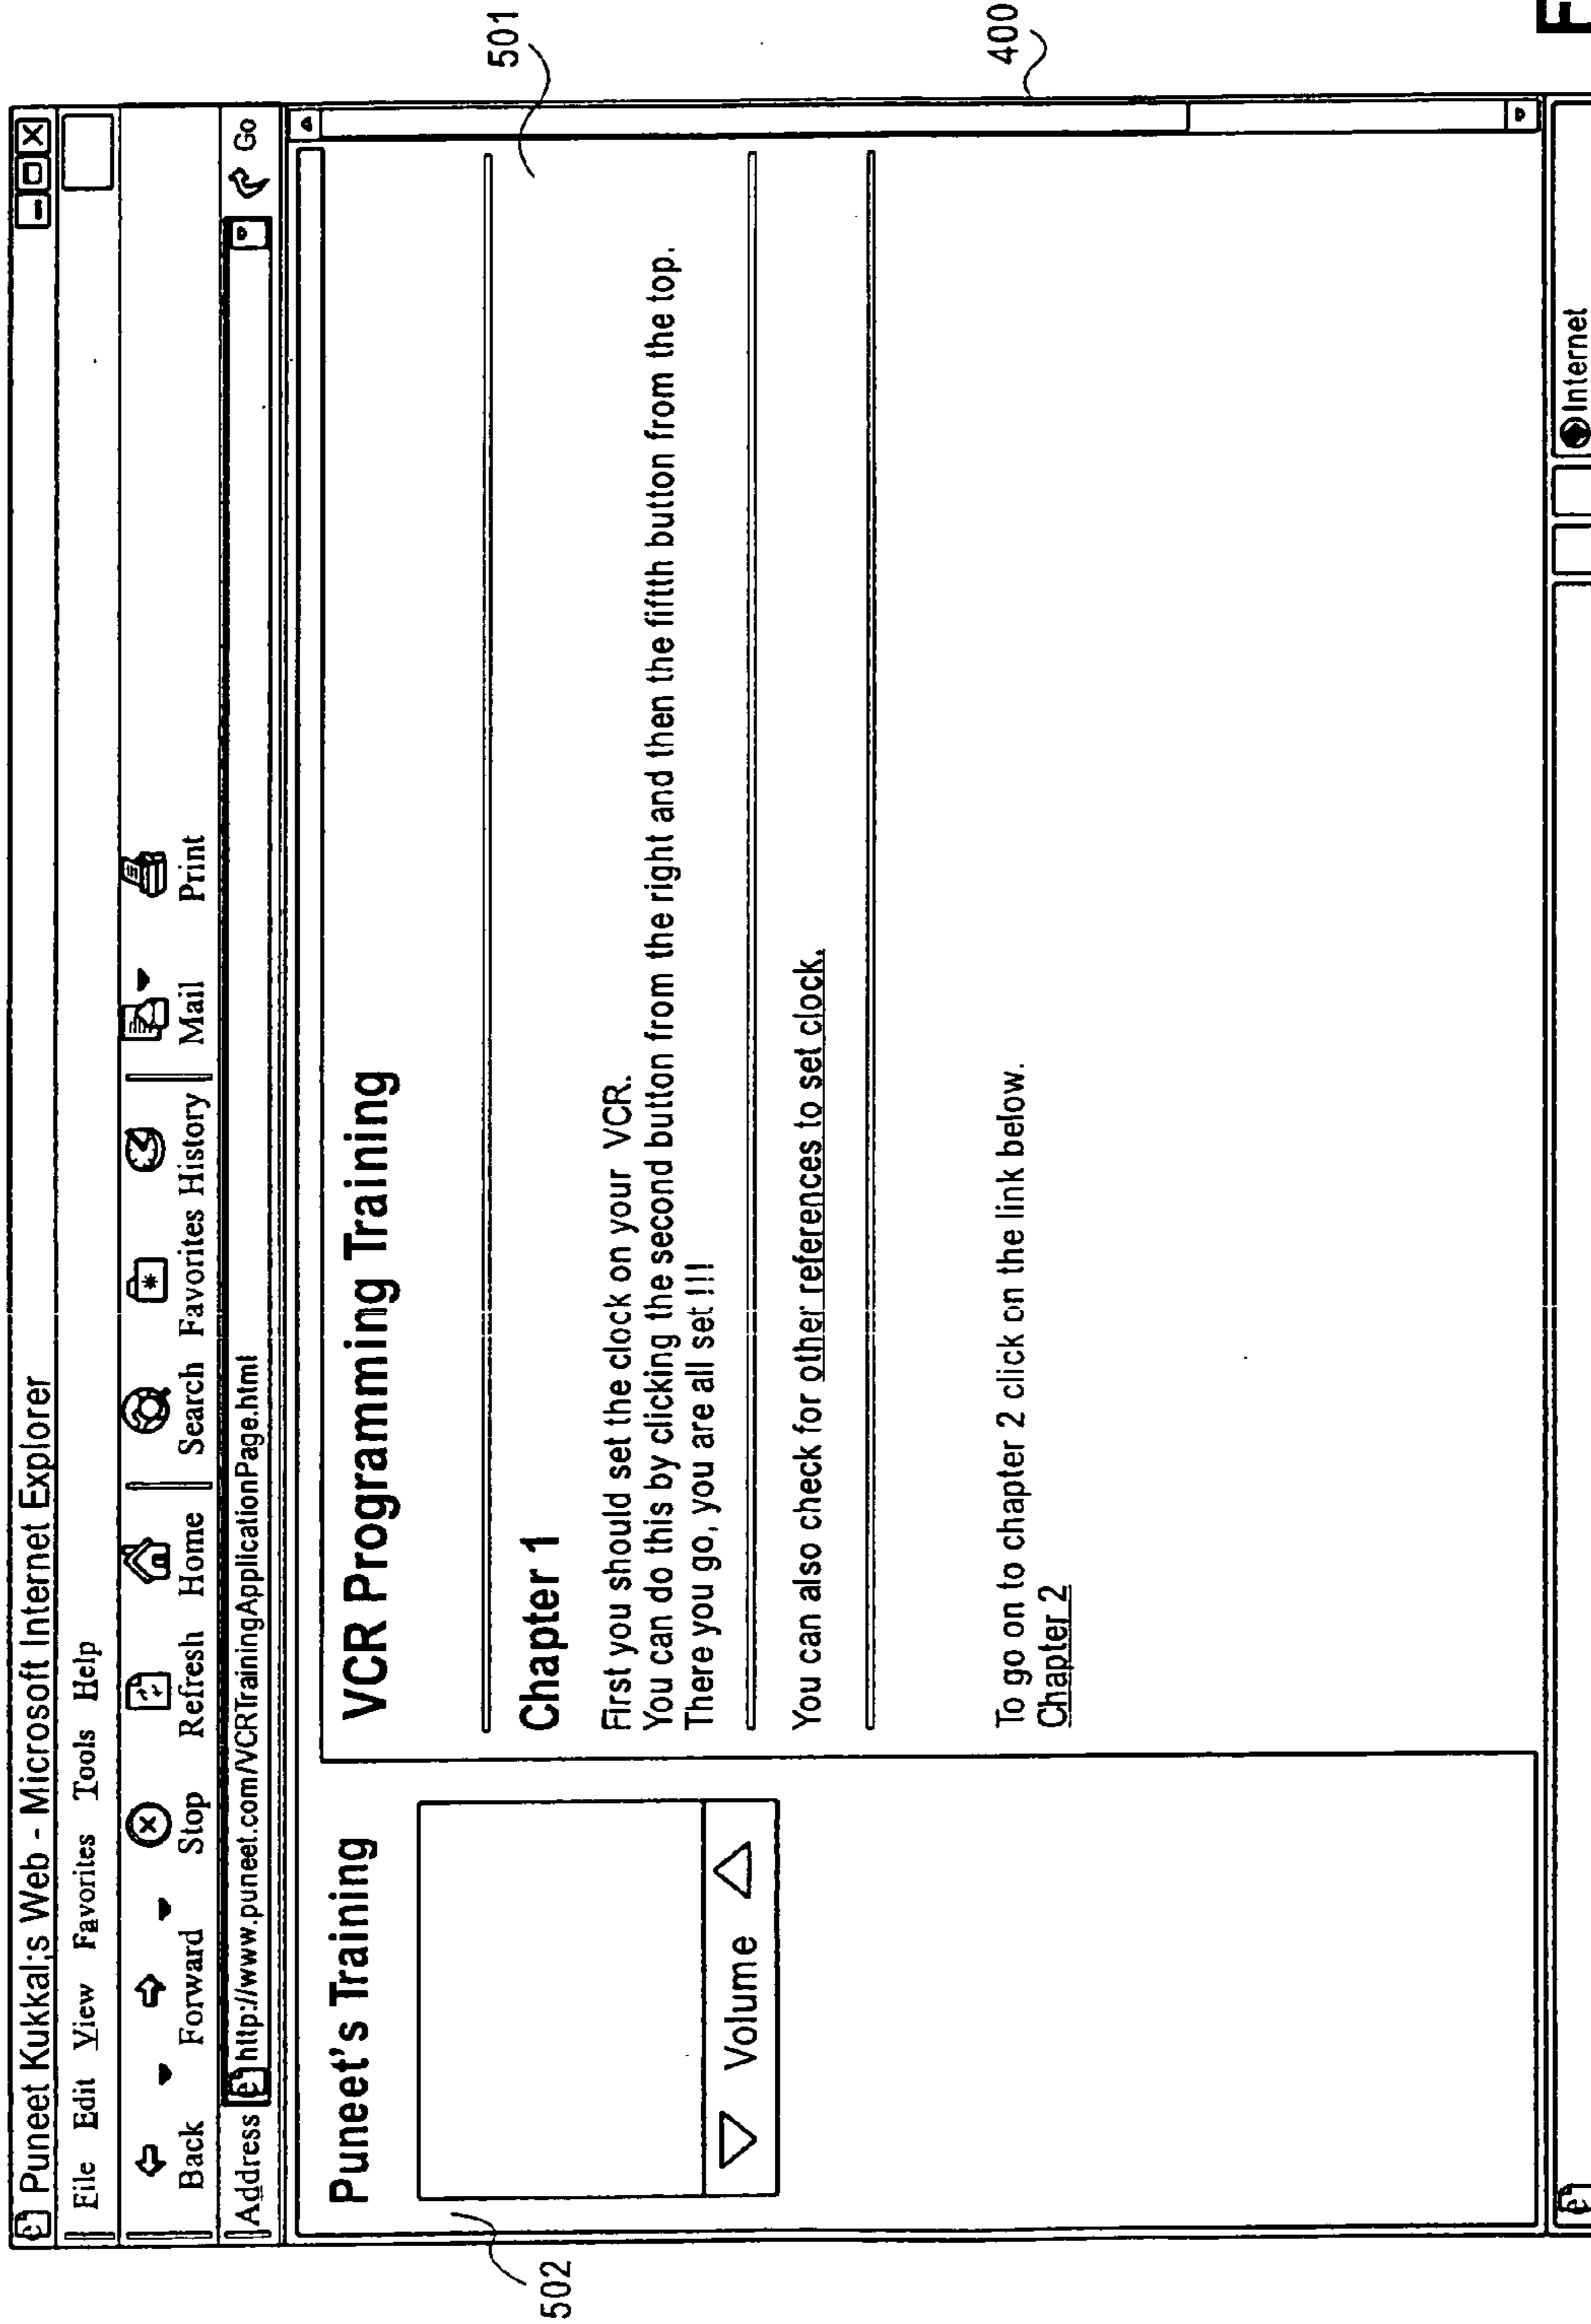 Puneet Kukkal;s Web - Microsoft Internet Explorer
File Edit View Favorites Tools Help
Back Forward Stop Refresh Home Search Favorites History Mail Print
Address http://www.puneet.com/VCRTrainingApplicationPage.html Go
Puneet's Training
Volume
VCR Programming Training
Chapter 1
First you should set the clock on your VCR.
You can do this by clicking the second button from the right and then the fifth button from the top.
There you go, you are all set !!!
You can also check for other references to set clock.
To go on to chapter 2 click on the link below.
Chapter 2
Internet
501
400
502